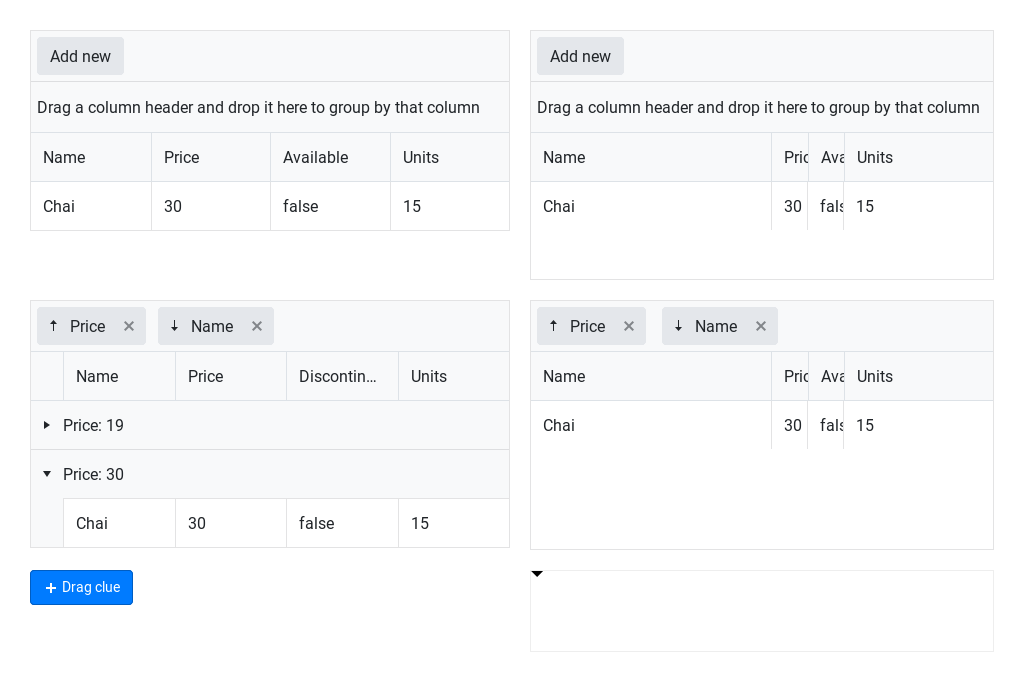 Add new
Drag a column header and drop it here to group by that column
Name Price Available Units
Chai 30 false 15
Add new
Drag a column header and drop it here to group by that column
Name Pric Ava Units
Chai 30 fals 15
Price Name
Name Price Discontin... Units
Price: 19
Price: 30
Chai 30 false 15
Price Name
Name Pric Ava Units
Chai 30 fals 15
Drag clue